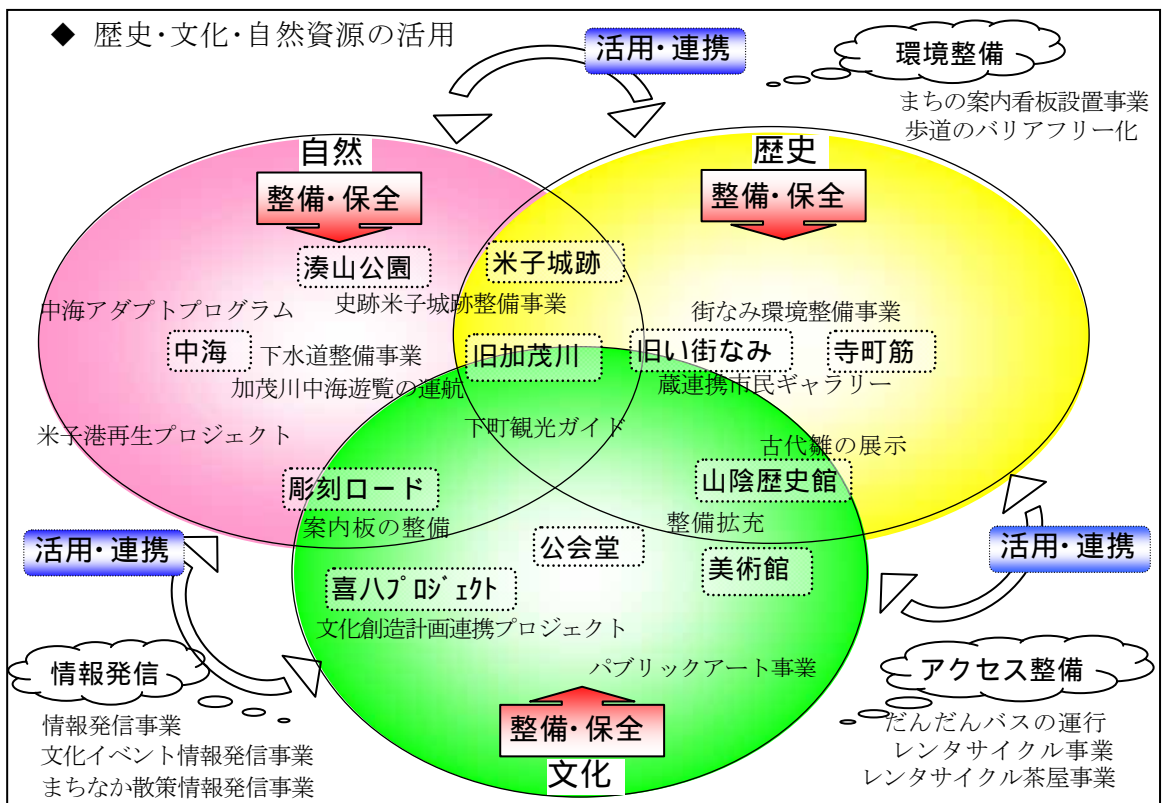 ◆ 歴史･文化･自然資源の活用
活用･連携
環境整備
まちの案内看板設置事業
歩道のバリアフリー化
自然
整備･保全
歴史
整備･保全
湊山公園
米子城跡
史跡米子城跡整備事業
中海アダプトプログラム
街なみ環境整備事業
中海
下水道整備事業
旧加茂川
旧い街なみ
寺町筋
加茂川中海遊覧の運航
蔵連携市民ギャラリー
下町観光ガイド
米子港再生プロジェクト
古代雛の展示
山陰歴史館
彫刻ロード
案内板の整備
整備拡充
公会堂
美術館
活用･連携
活用･連携
喜八ﾌﾟﾛｼﾞｪｸﾄ
文化創造計画連携プロジェクト
パブリックアート事業
情報発信
情報発信事業
文化イベント情報発信事業
まちなか散策情報発信事業
整備･保全
文化
アクセス整備
だんだんバスの運行
レンタサイクル事業
レンタサイクル茶屋事業